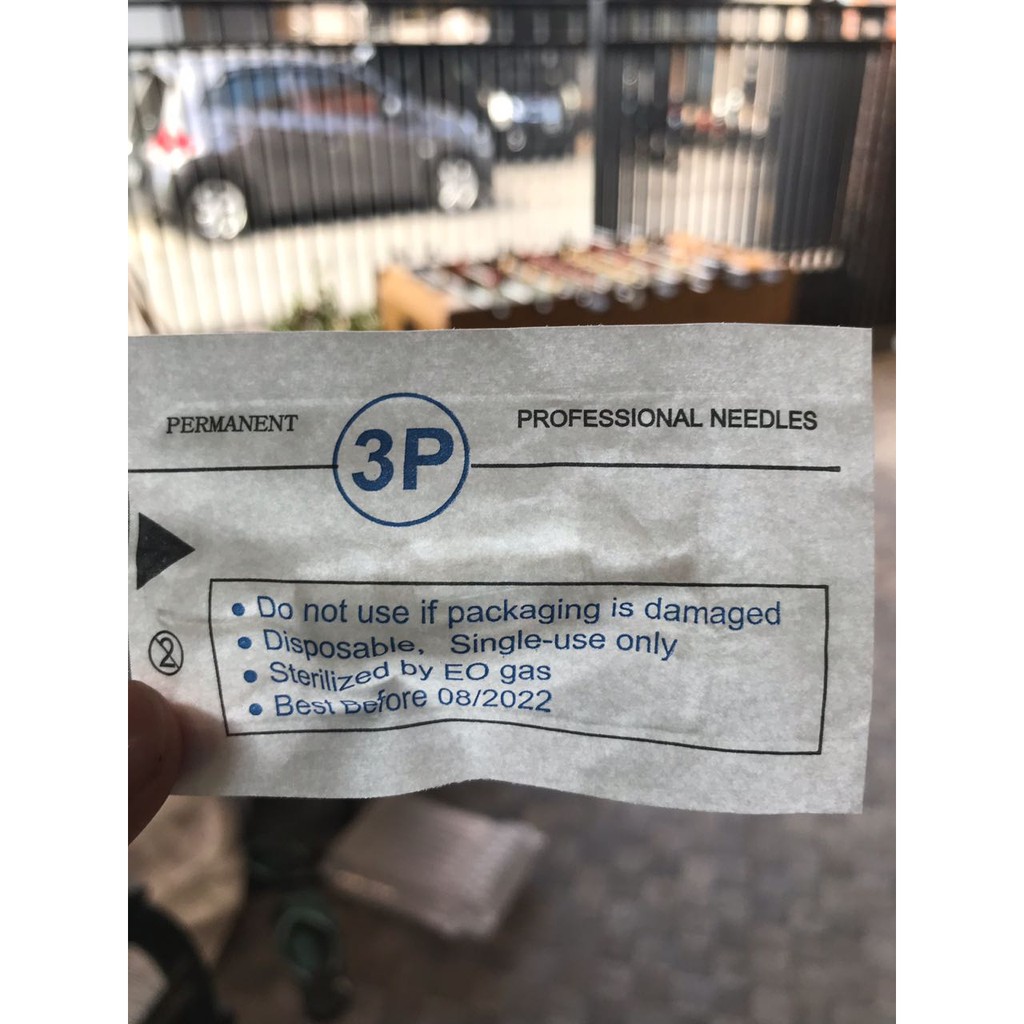 PERMANENT 3P PROFESSIONAL NEEDLES
• Do not use if packaging is damaged
• Disposable, Single-use only
2 • Sterilized by EO gas
• Best Before 08/2022